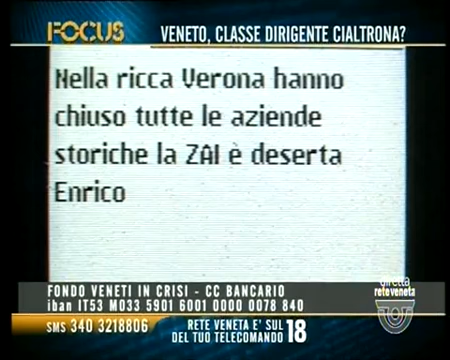 FOCUS
VENETO, CLASSE DIRIGENTE CIALTRONA?
Nella ricca Verona hanno
chiuso tutte le aziende
storiche la ZAI è deserta
Enrico
diretta
reteveneta
FONDO VENETI IN CRISI - CC BANCARIO
iban IT53 M033 5901 6001 0000 0078 840
SMS 340 3218806
RETE VENETA E' SUL
DEL TUO TELECOMANDO
18